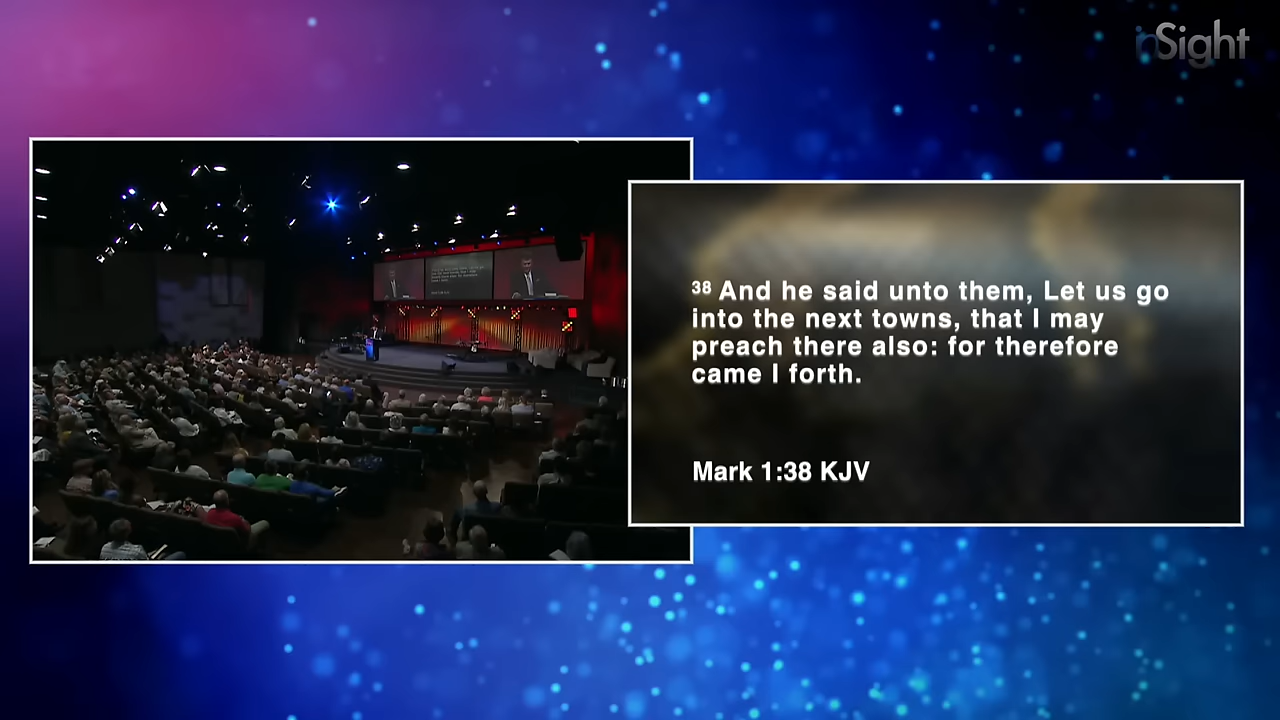 inSight
38 And he said unto them, Let us go
into the next towns, that I may
preach there also: for therefore
came I forth.
Mark 1:38 KJV